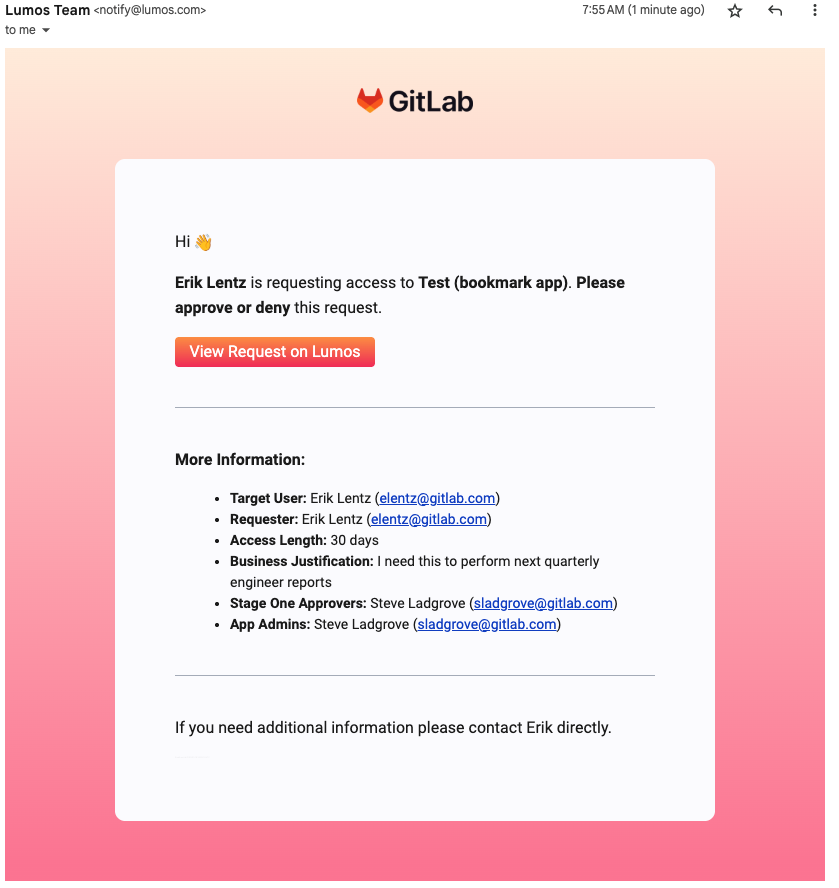 Lumos Team <notify@lumos.com>
7:55 AM (1 minute ago)
to me
GitLab
Hi 👋
Erik Lentz is requesting access to Test (bookmark app). Please
approve or deny this request.
View Request on Lumos
More Information:
• Target User: Erik Lentz (elentz@gitlab.com)
• Requester: Erik Lentz (elentz@gitlab.com)
• Access Length: 30 days
• Business Justification: I need this to perform next quarterly
engineer reports
• Stage One Approvers: Steve Ladgrove (sladgrove@gitlab.com)
• App Admins: Steve Ladgrove (sladgrove@gitlab.com)
If you need additional information please contact Erik directly.